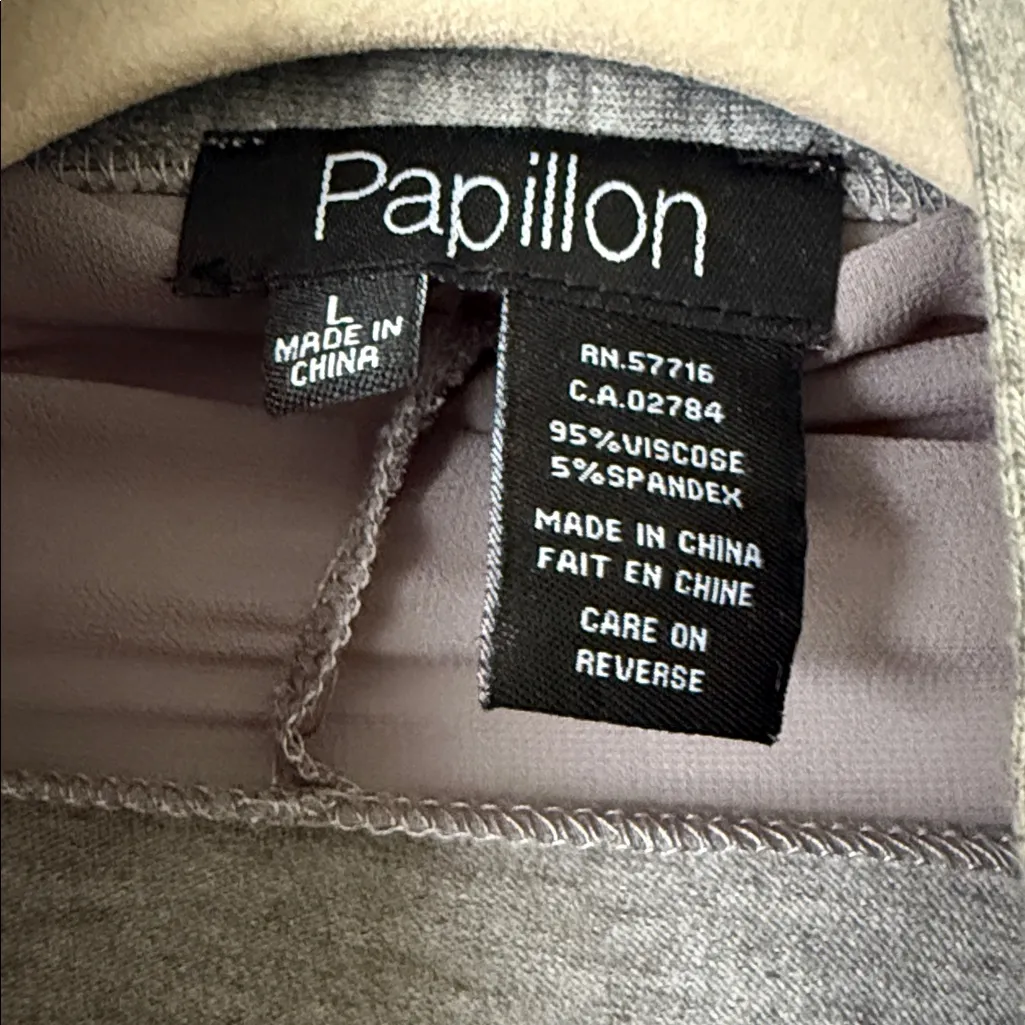 Papillon
L
MADE IN
CHINA
RN.57716
C.A.02784
95%VISCOSE
5%SPANDEX
MADE IN CHINA
FAIT EN CHINE
CARE ON
REVERSE